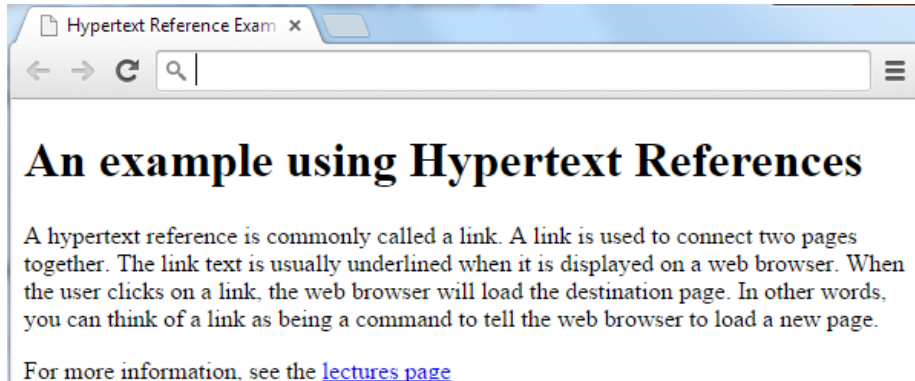 Hypertext Reference Exam
An example using Hypertext References
A hypertext reference is commonly called a link. A link is used to connect two pages
together. The link text is usually underlined when it is displayed on a web browser. When
the user clicks on a link, the web browser will load the destination page. In other words,
you can think of a link as being a command to tell the web browser to load a new page.
For more information, see the lectures page